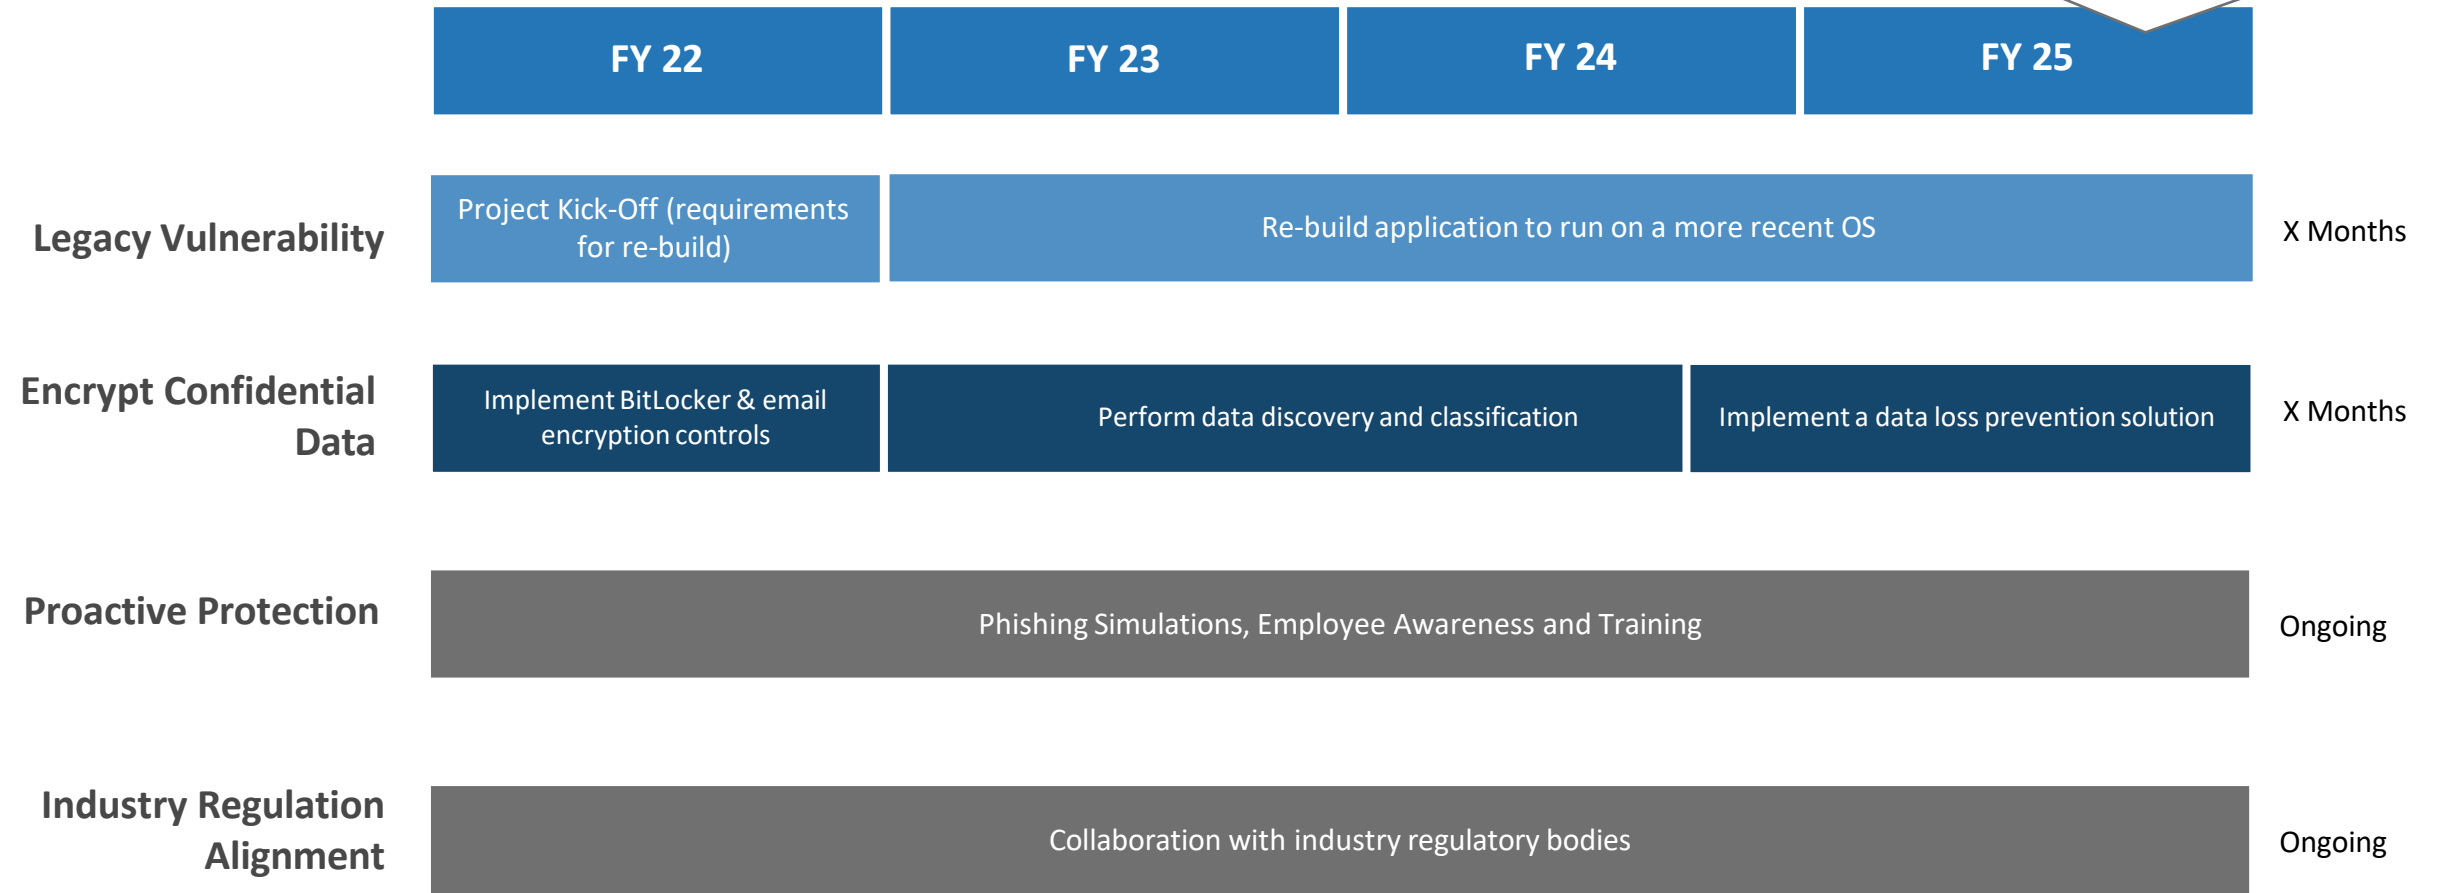 FY 22
FY 23
FY 24
FY 25
Legacy Vulnerability
Project Kick-Off (requirements
for re-build)
Re-build application to run on a more recent OS
X Months
Encrypt Confidential
Data
Implement BitLocker & email
encryption controls
Perform data discovery and classification
Implement a data loss prevention solution
X Months
Proactive Protection
Phishing Simulations, Employee Awareness and Training
Ongoing
Industry Regulation
Alignment
Collaboration with industry regulatory bodies
Ongoing